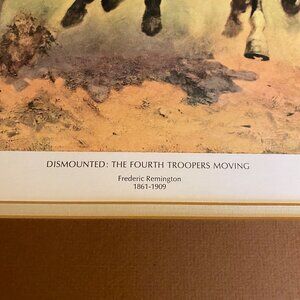 DISMOUNTED: THE FOURTH TROOPERS MOVING
Frederic Remington
1861-1909